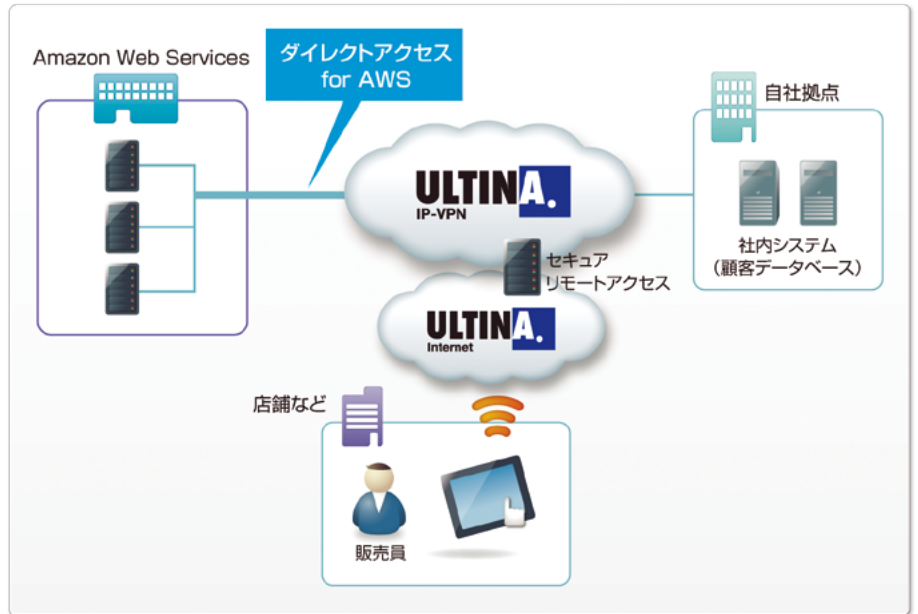 Amazon Web Services
ダイレクトアクセス
for AWS
自社拠点
ULTINA.
IP-VPN
社内システム
(顧客データベース)
セキュア
リモートアクセス
ULTINA.
Internet
店舗など
販売員